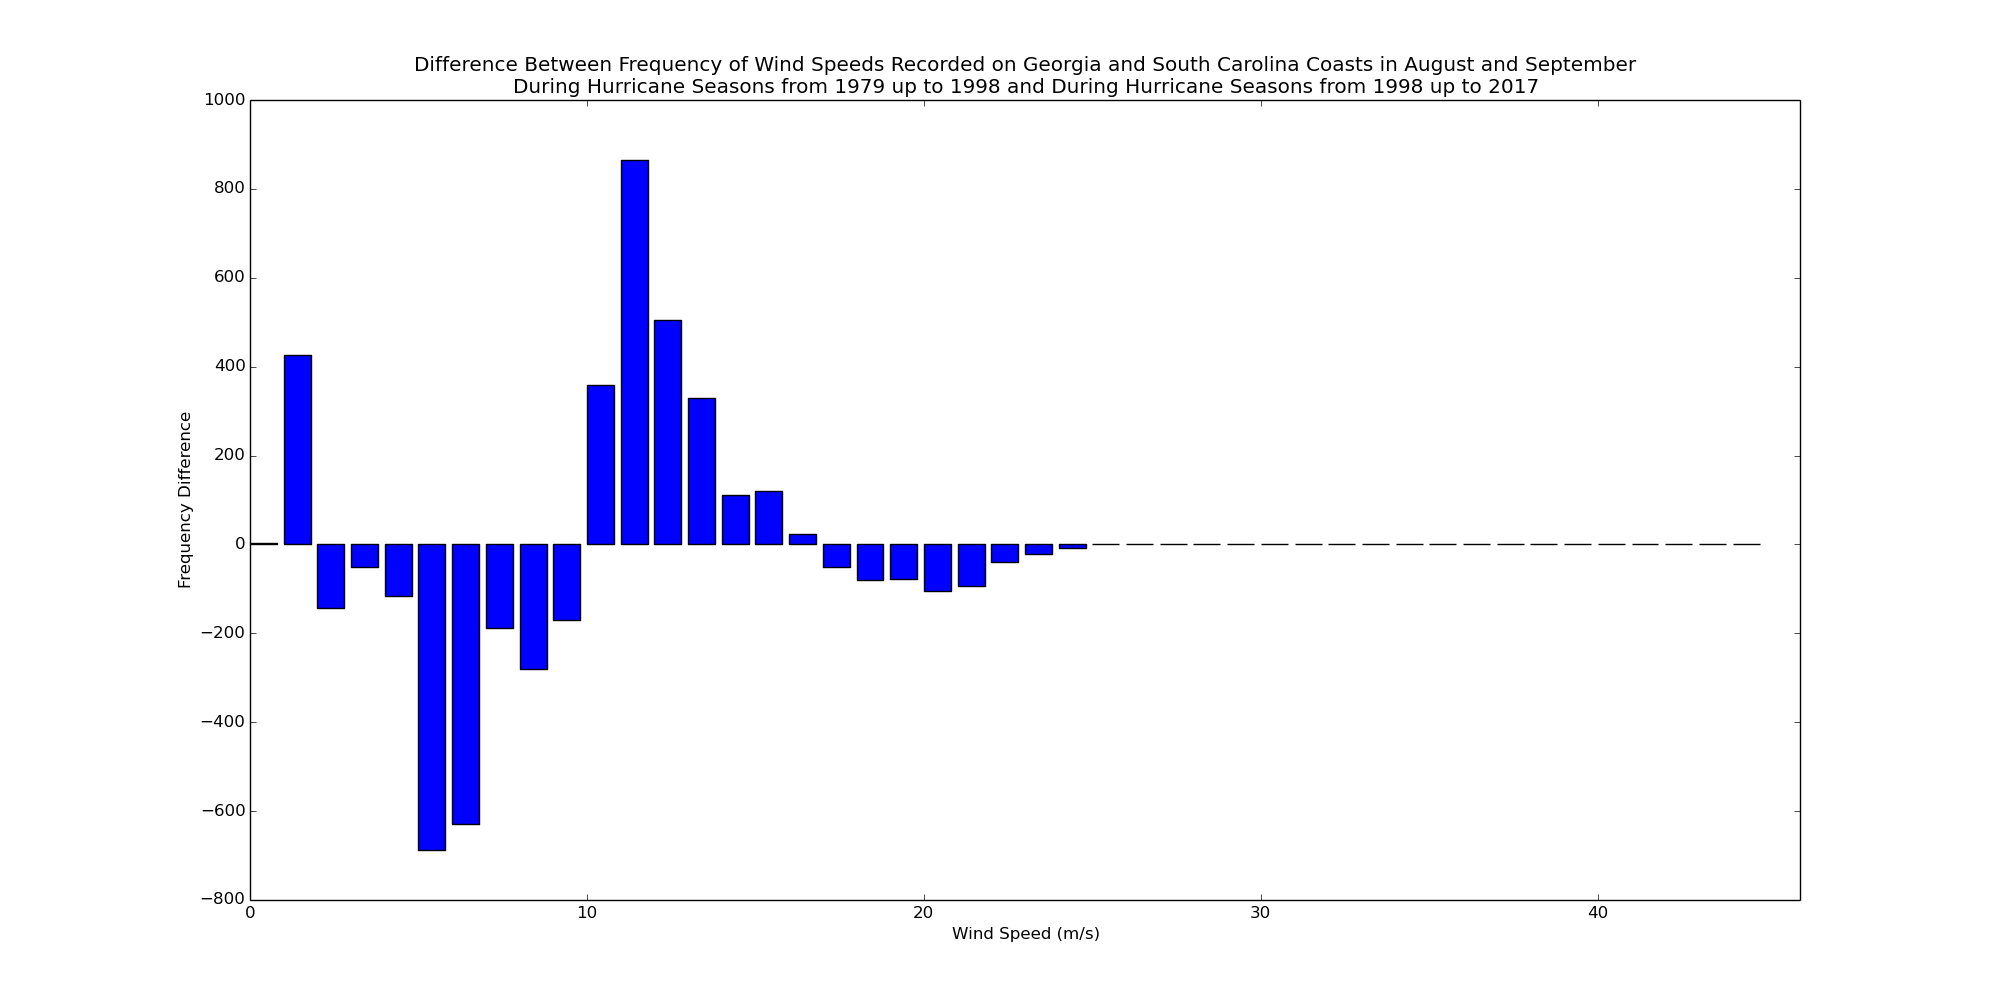 Difference Between Frequency of Wind Speeds Recorded on Georgia and South Carolina Coasts in August and September
During Hurricane Seasons from 1979 up to 1998 and During Hurricane Seasons from 1998 up to 2017
1000
800
600
400
200
0
−200
−400
−600
−800
Frequency Difference
0 10 20 30 40
Wind Speed (m/s)